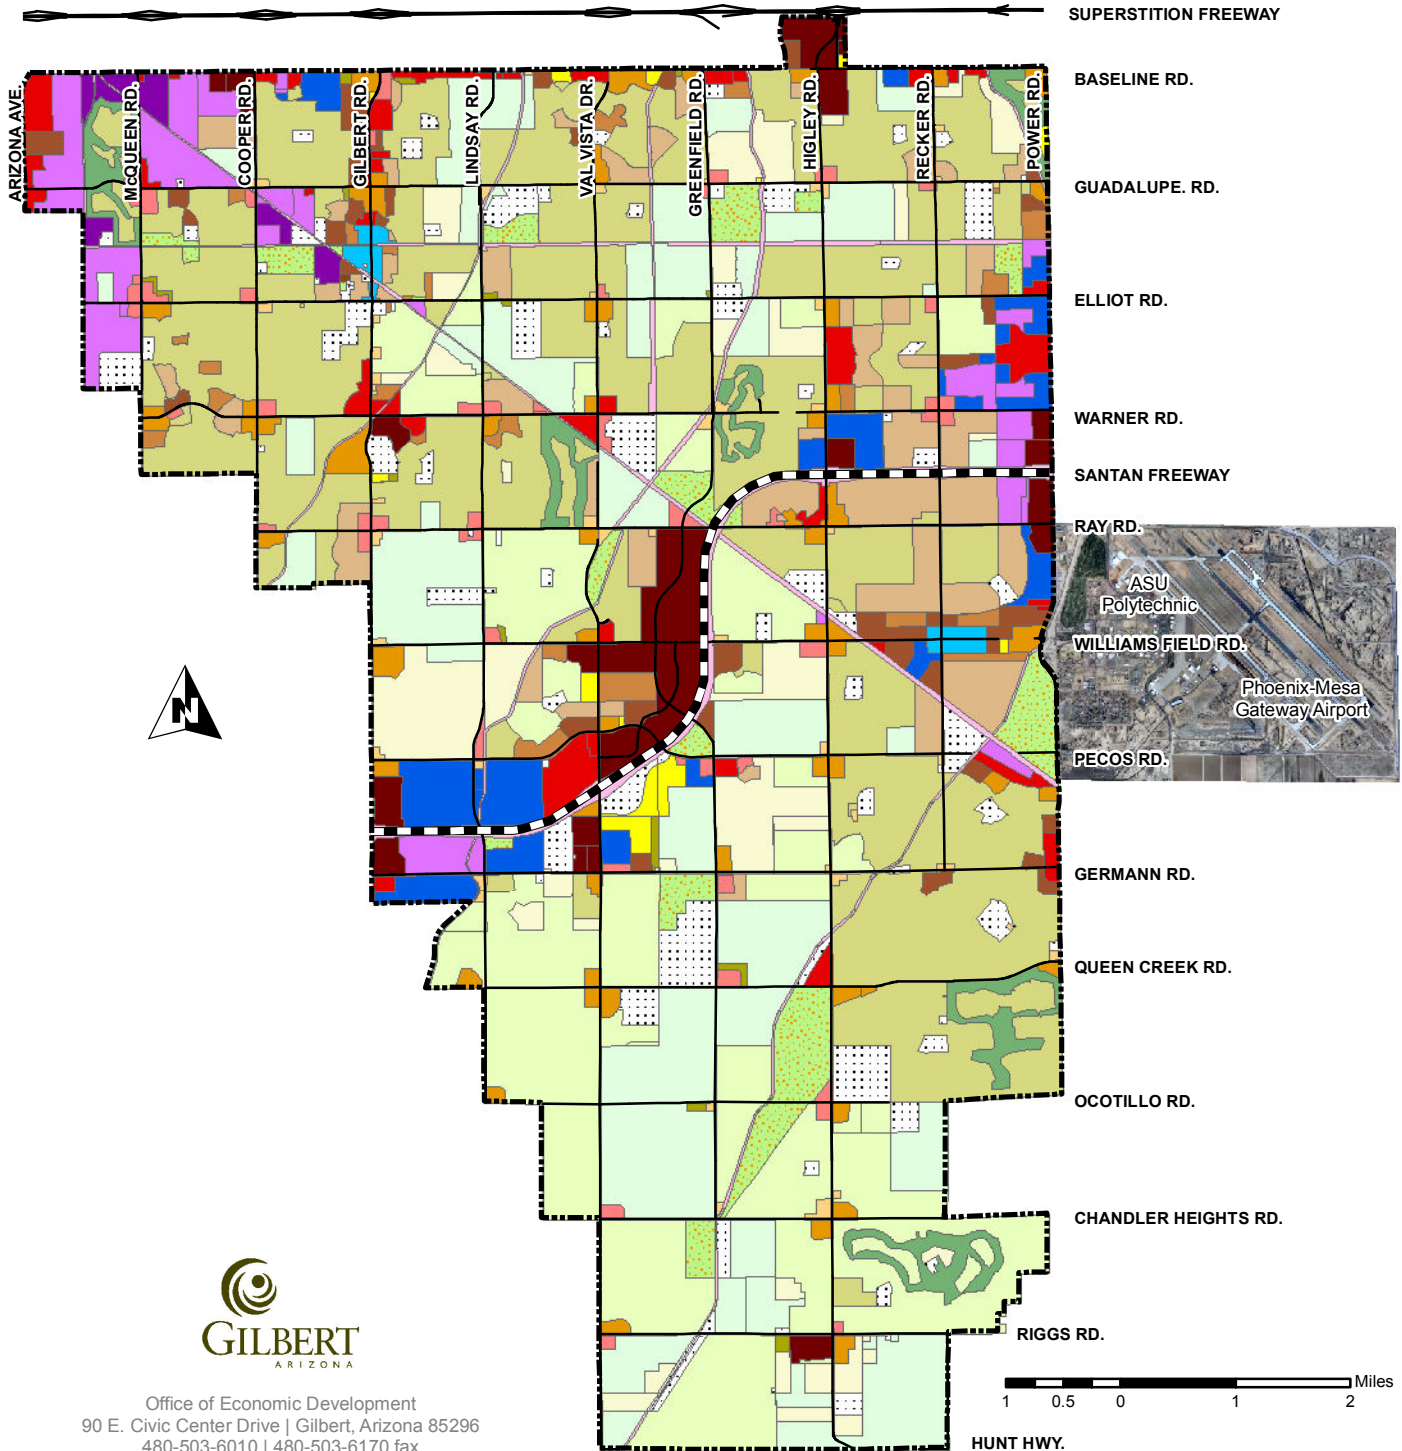 SUPERSTITION FREEWAY
BASELINE RD.
ARIZONA AVE.
McQUEEN RD.
COOPER RD.
GILBERT RD.
LINDSAY RD.
VAL VISTA DR.
GREENFIELD RD.
HIGLEY RD.
RECKER RD.
POWER RD.
GUADALUPE. RD.
ELLIOT RD.
WARNER RD.
SANTAN FREEWAY
RAY RD.
ASU
Polytechnic
WILLIAMS FIELD RD.
Phoenix-Mesa
Gateway Airport
N
PECOS RD.
GERMANN RD.
QUEEN CREEK RD.
OCOTILLO RD.
CHANDLER HEIGHTS RD.
GILBERT
ARIZONA
RIGGS RD.
Miles
1 0.5 0 1 2
Office of Economic Development
90 E. Civic Center Drive | Gilbert, Arizona 85296
480-503-6010 | 480-503-6170 fax
HUNT HWY.